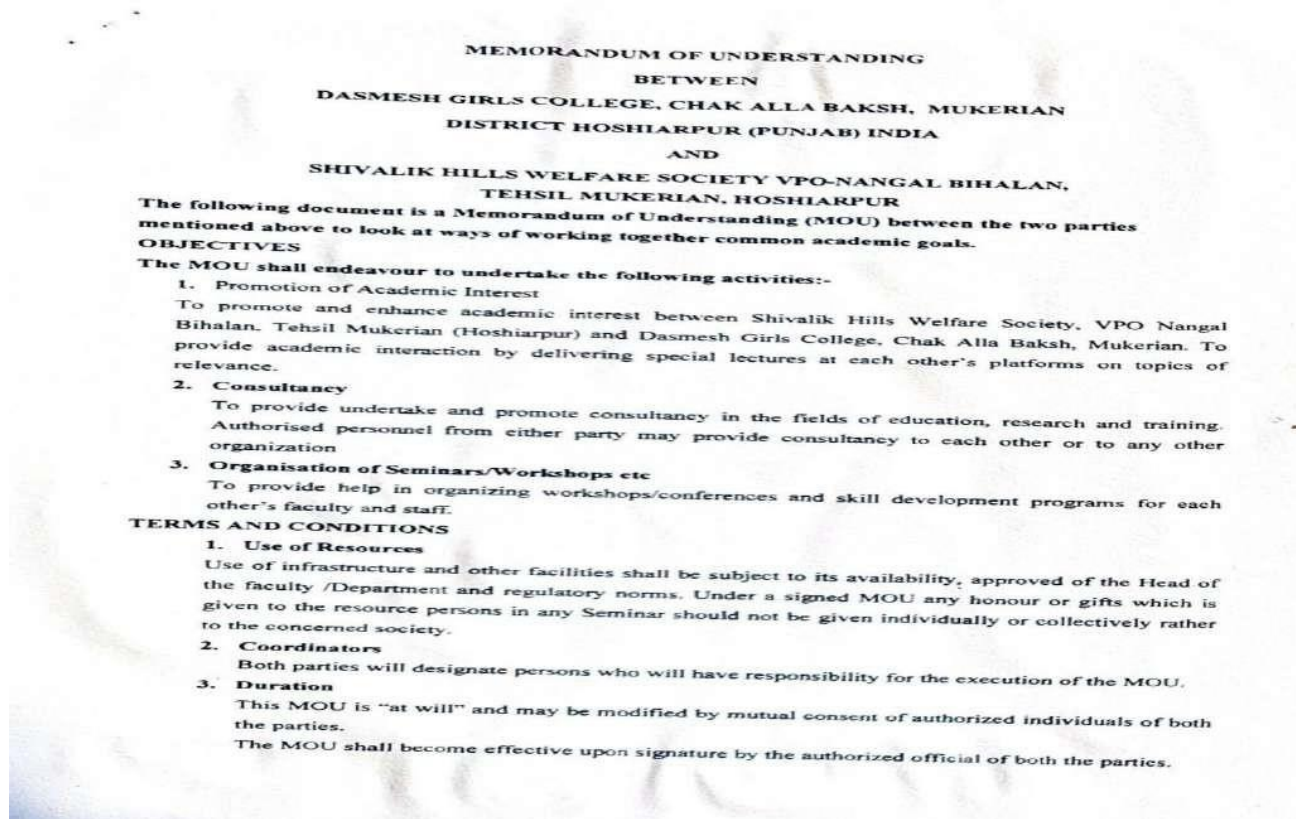 MEMORANDUM OF UNDERSTANDING
BETWEEN
DASMESH GIRLS COLLEGE, CHAK ALLA BAKSH, MUKERIAN
DISTRICT HOSHIARPUR (PUNJAB) INDIA
AND
SHIVALIK HILLS WELFARE SOCIETY VPO-NANGAL BIHALAN,
TEHSIL MUKERIAN, HOSHIARPUR
The following document is a Memorandum of Understanding (MOU) between the two parties
mentioned above to look at ways of working together common academic goals.
OBJECTIVES
The MOU shall endeavour to undertake the following activities:-
1. Promotion of Academic Interest
To promote and enhance academic interest between Shivalik Hills Welfare Society, VPO Nangal
Bihalan, Tehsil Mukerian (Hoshiarpur) and Dasmesh Girls College, Chak Alla Baksh, Mukerian. To
provide academic interaction by delivering special lectures at each other's platforms on topics of
relevance.
2. Consultancy
To provide undertake and promote consultancy in the fields of education, research and training.
Authorised personnel from either party may provide consultancy to each other or to any other
organization
3. Organisation of Seminars/Workshops etc
To provide help in organizing workshops/conferences and skill development programs for each
other's faculty and staff.
TERMS AND CONDITIONS
1. Use of Resources
Use of infrastructure and other facilities shall be subject to its availability, approved of the Head of
the faculty /Department and regulatory norms. Under a signed MOU any honour or gifts which is
given to the resource persons in any Seminar should not be given individually or collectively rather
to the concerned society.
2. Coordinators
Both parties will designate persons who will have responsibility for the execution of the MOU.
3. Duration
This MOU is "at will" and may be modified by mutual consent of authorized individuals of both
the parties.
The MOU shall become effective upon signature by the authorized official of both the parties.